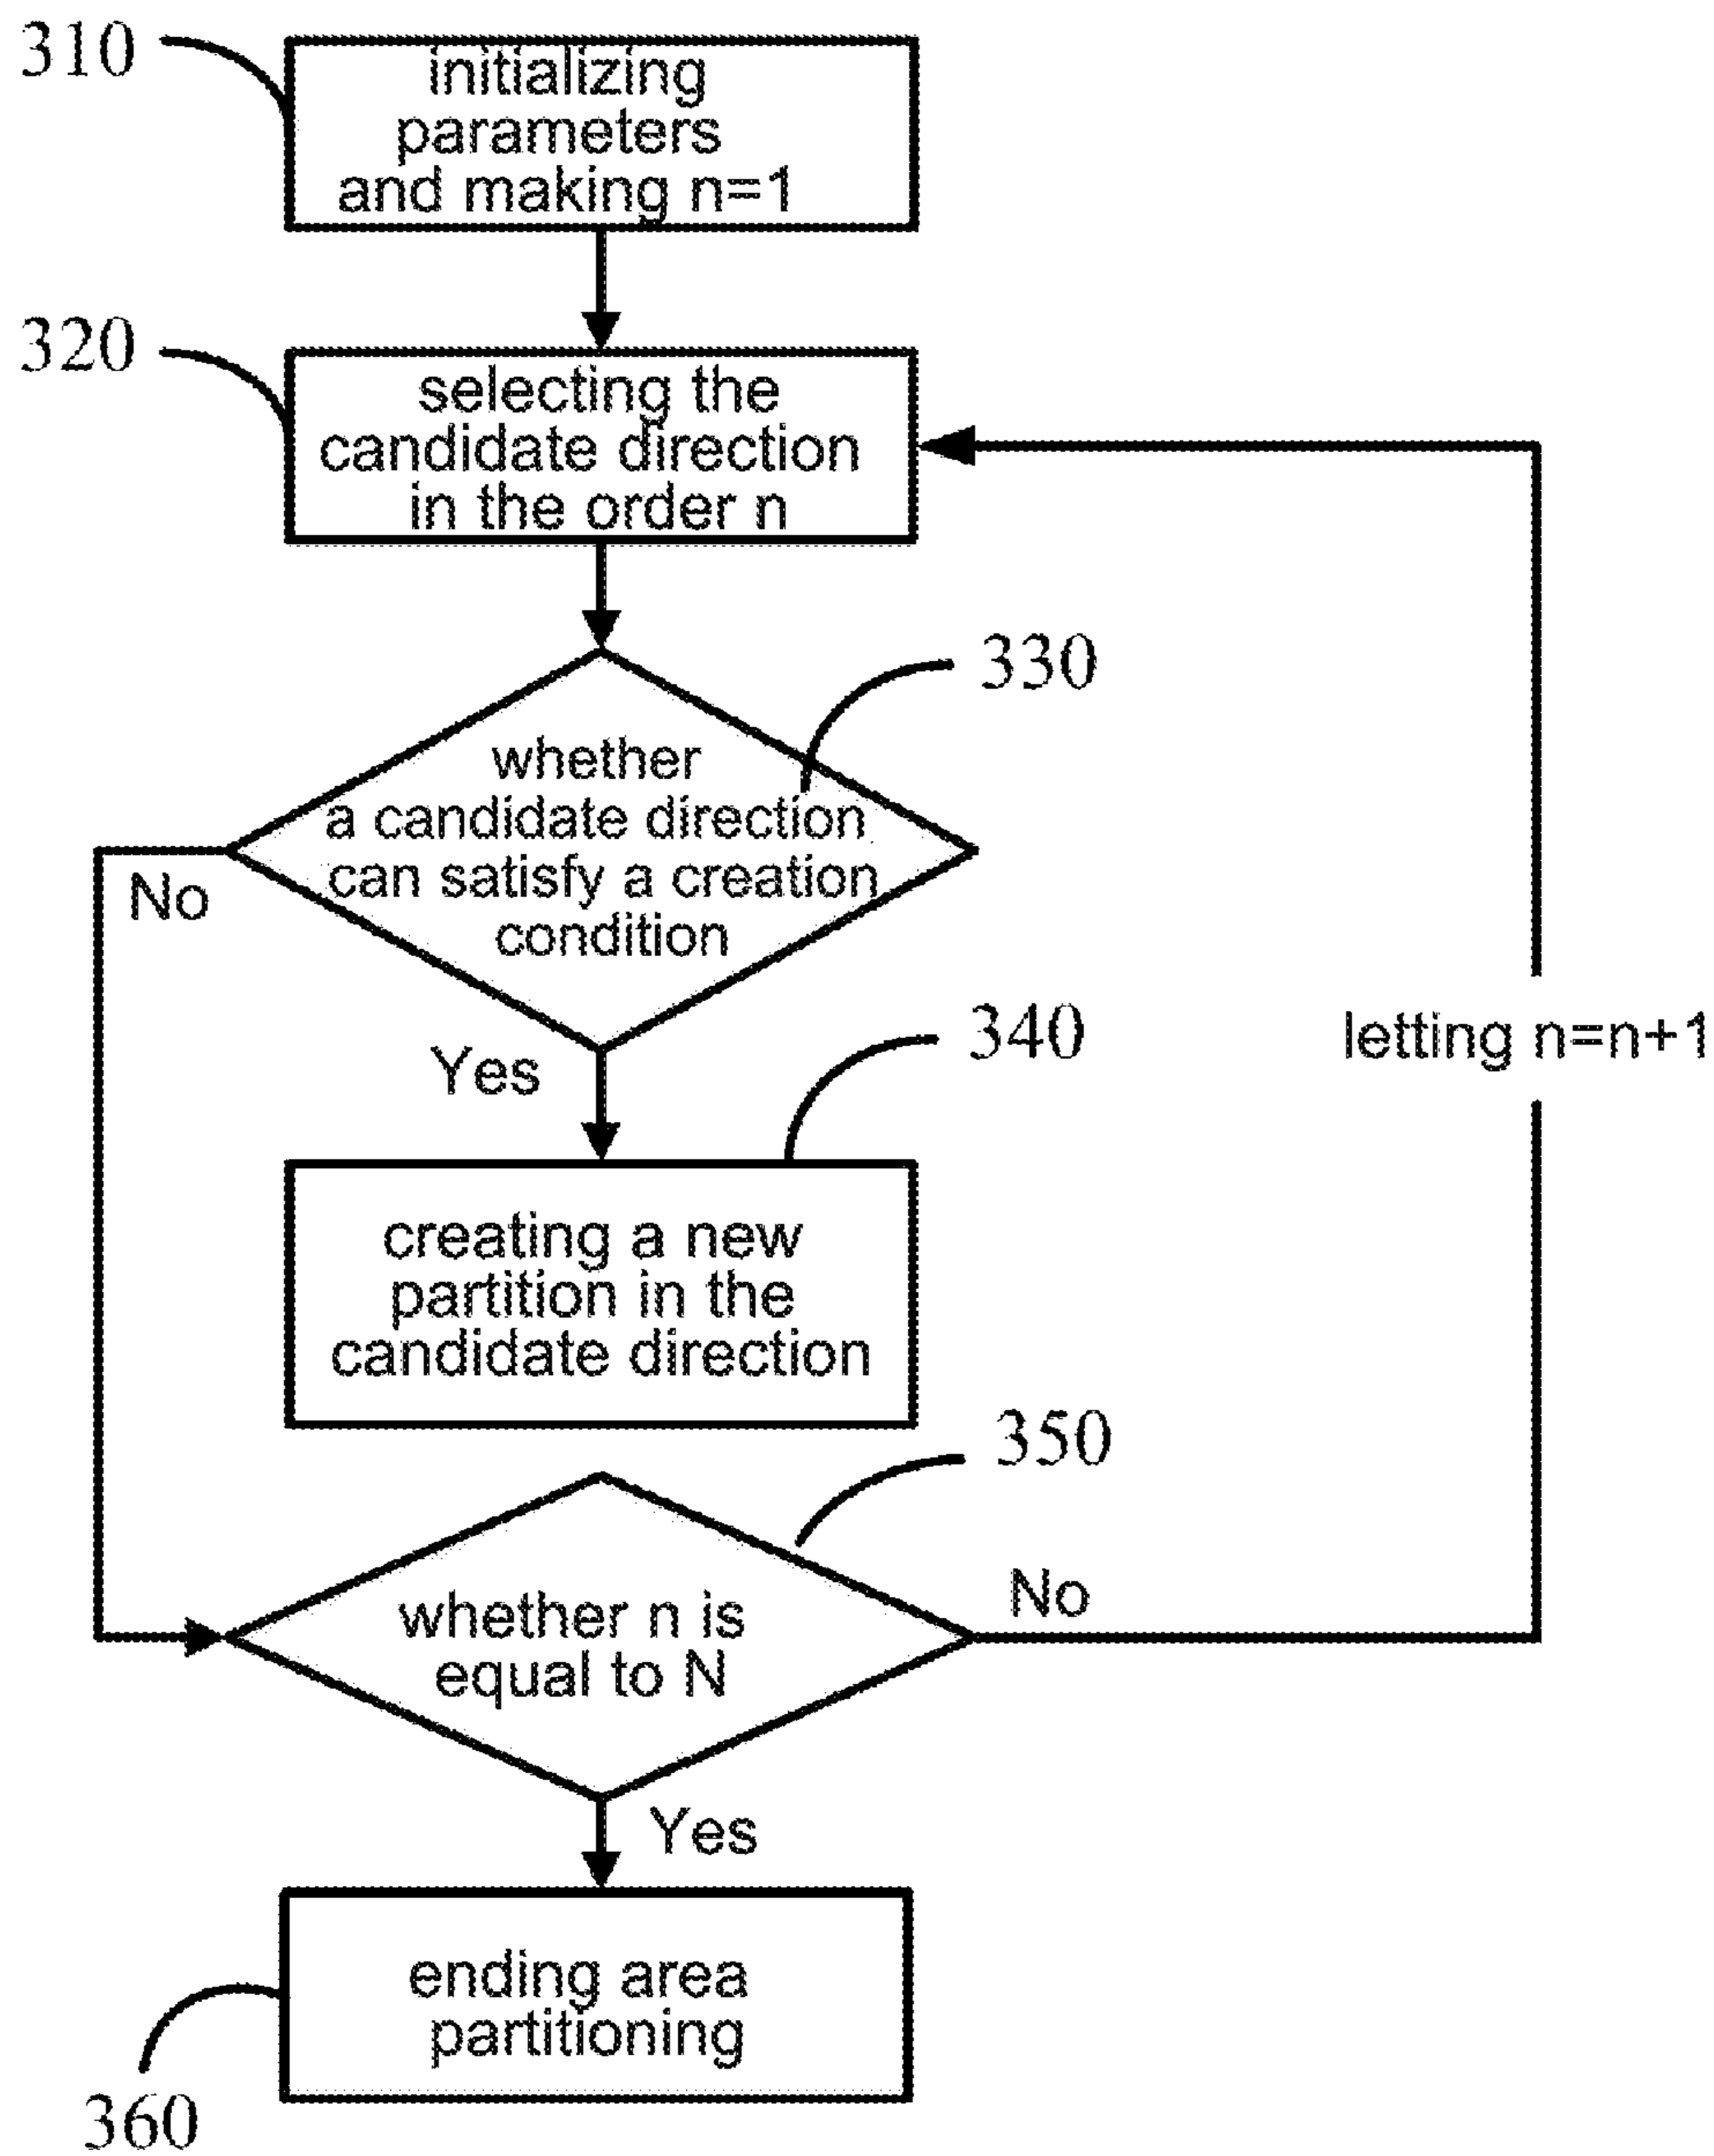 310
initializing
parameters
and making n=1
320
selecting the
candidate direction
in the order n
330
whether
a candidate direction
can satisfy a creation
condition
No
Yes
340
letting n=n+1
creating a new
partition in the
candidate direction
350
whether n is
equal to N
No
Yes
ending area
partitioning
360